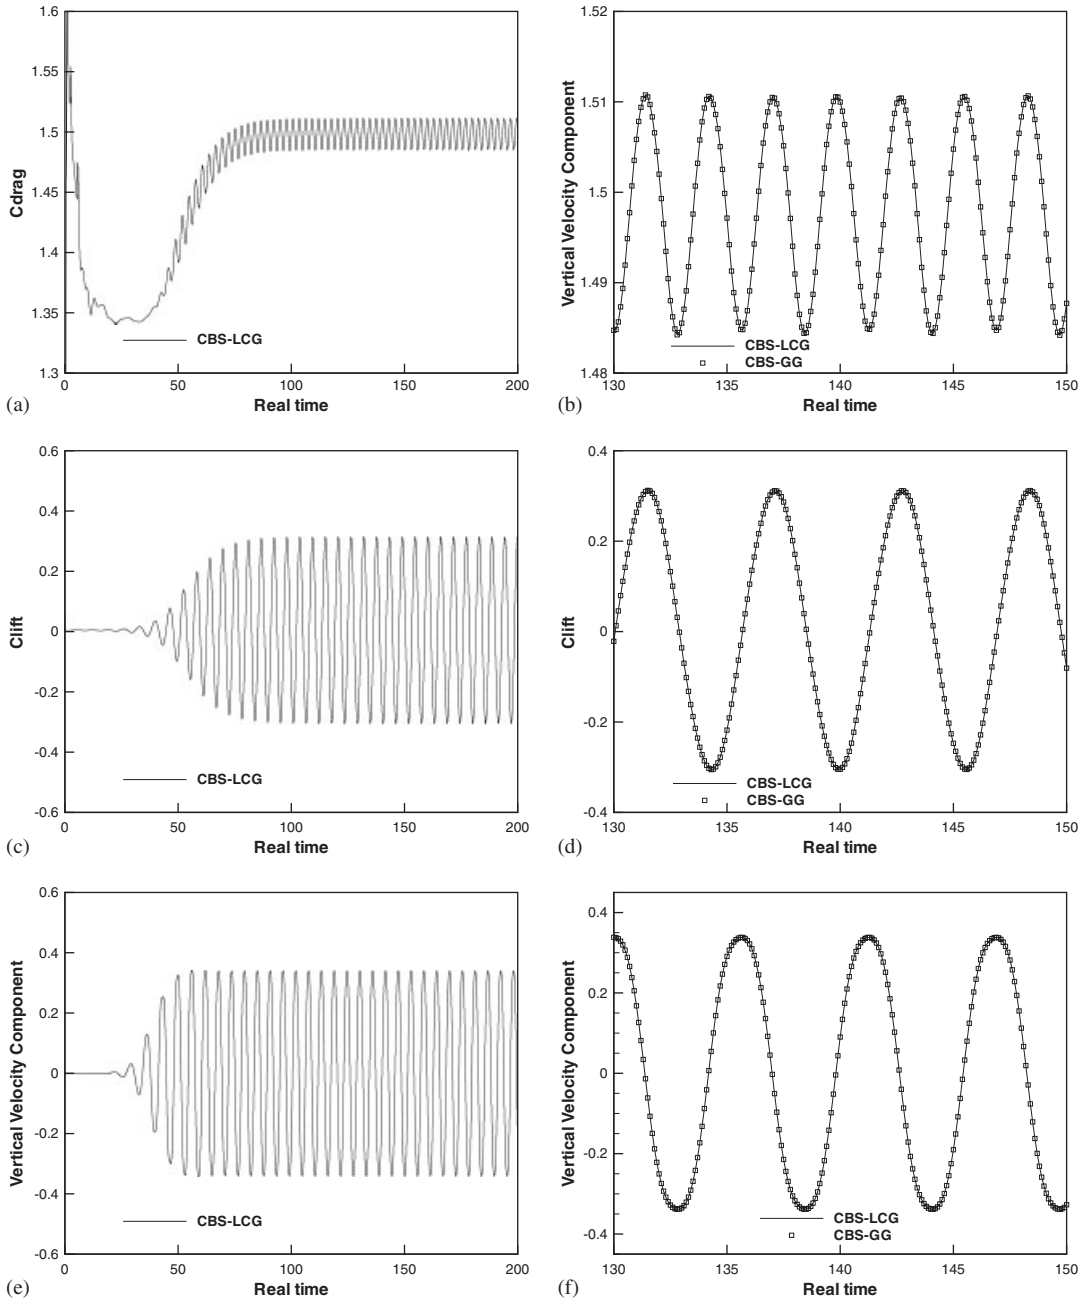 1.6
1.55
1.5
1.45
1.4
1.35
1.3
Cdrag
CBS-LCG
0
50
100
150
200
Real time
(a)
1.52
1.51
1.5
1.49
1.48
Vertical Velocity Component
CBS-LCG
CBS-GG
130
135
140
145
150
Real time
(b)
0.6
0.4
0.2
0
-0.2
-0.4
-0.6
Clift
CBS-LCG
0
50
100
150
200
Real time
(c)
0.4
0.2
0
-0.2
-0.4
Clift
CBS-LCG
CBS-GG
130
135
140
145
150
Real time
(d)
0.6
0.4
0.2
0
-0.2
-0.4
-0.6
Vertical Velocity Component
CBS-LCG
0
50
100
150
200
Real time
(e)
0.4
0.2
0
-0.2
-0.4
Vertical Velocity Component
CBS-LCG
CBS-GG
130
135
140
145
150
Real time
(f)